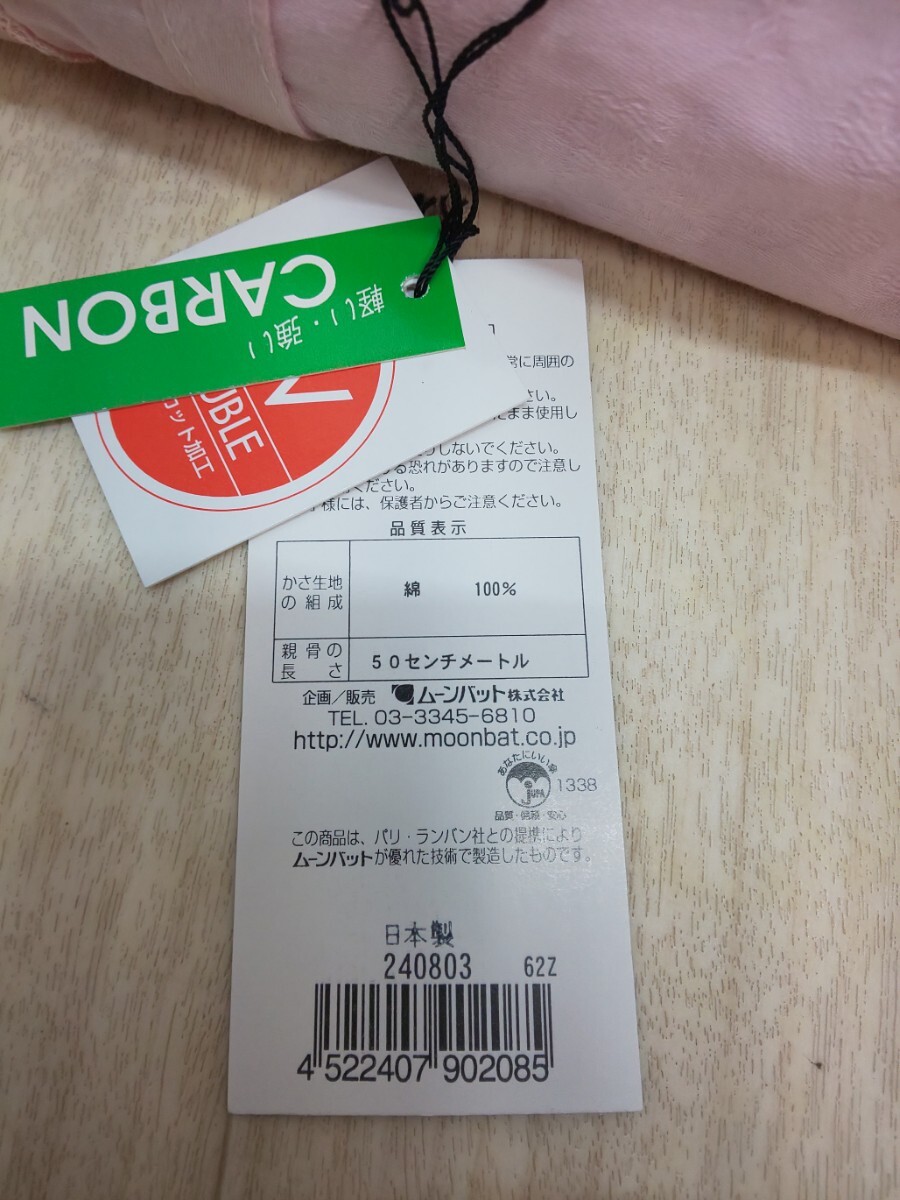 CARBON
軽い・強い
UV
UBLE
ット加工
常に周囲の
さい。
まま使用し
しないでください。
る恐れがありますので注意し
ください。
様には、保護者からご注意ください。
品質表示
かさ生地の組成
綿 100%
親骨の長さ
50センチメートル
企画/販売 ムーンバット株式会社
TEL. 03-3345-6810
http://www.moonbat.co.jp
あなたにいい傘
jUPA
1338
品質・信頼・安心
この商品は、パリ・ランバン社との提携により
ムーンバットが優れた技術で製造したものです。
日本製
240803 62Z
4 522407 902085